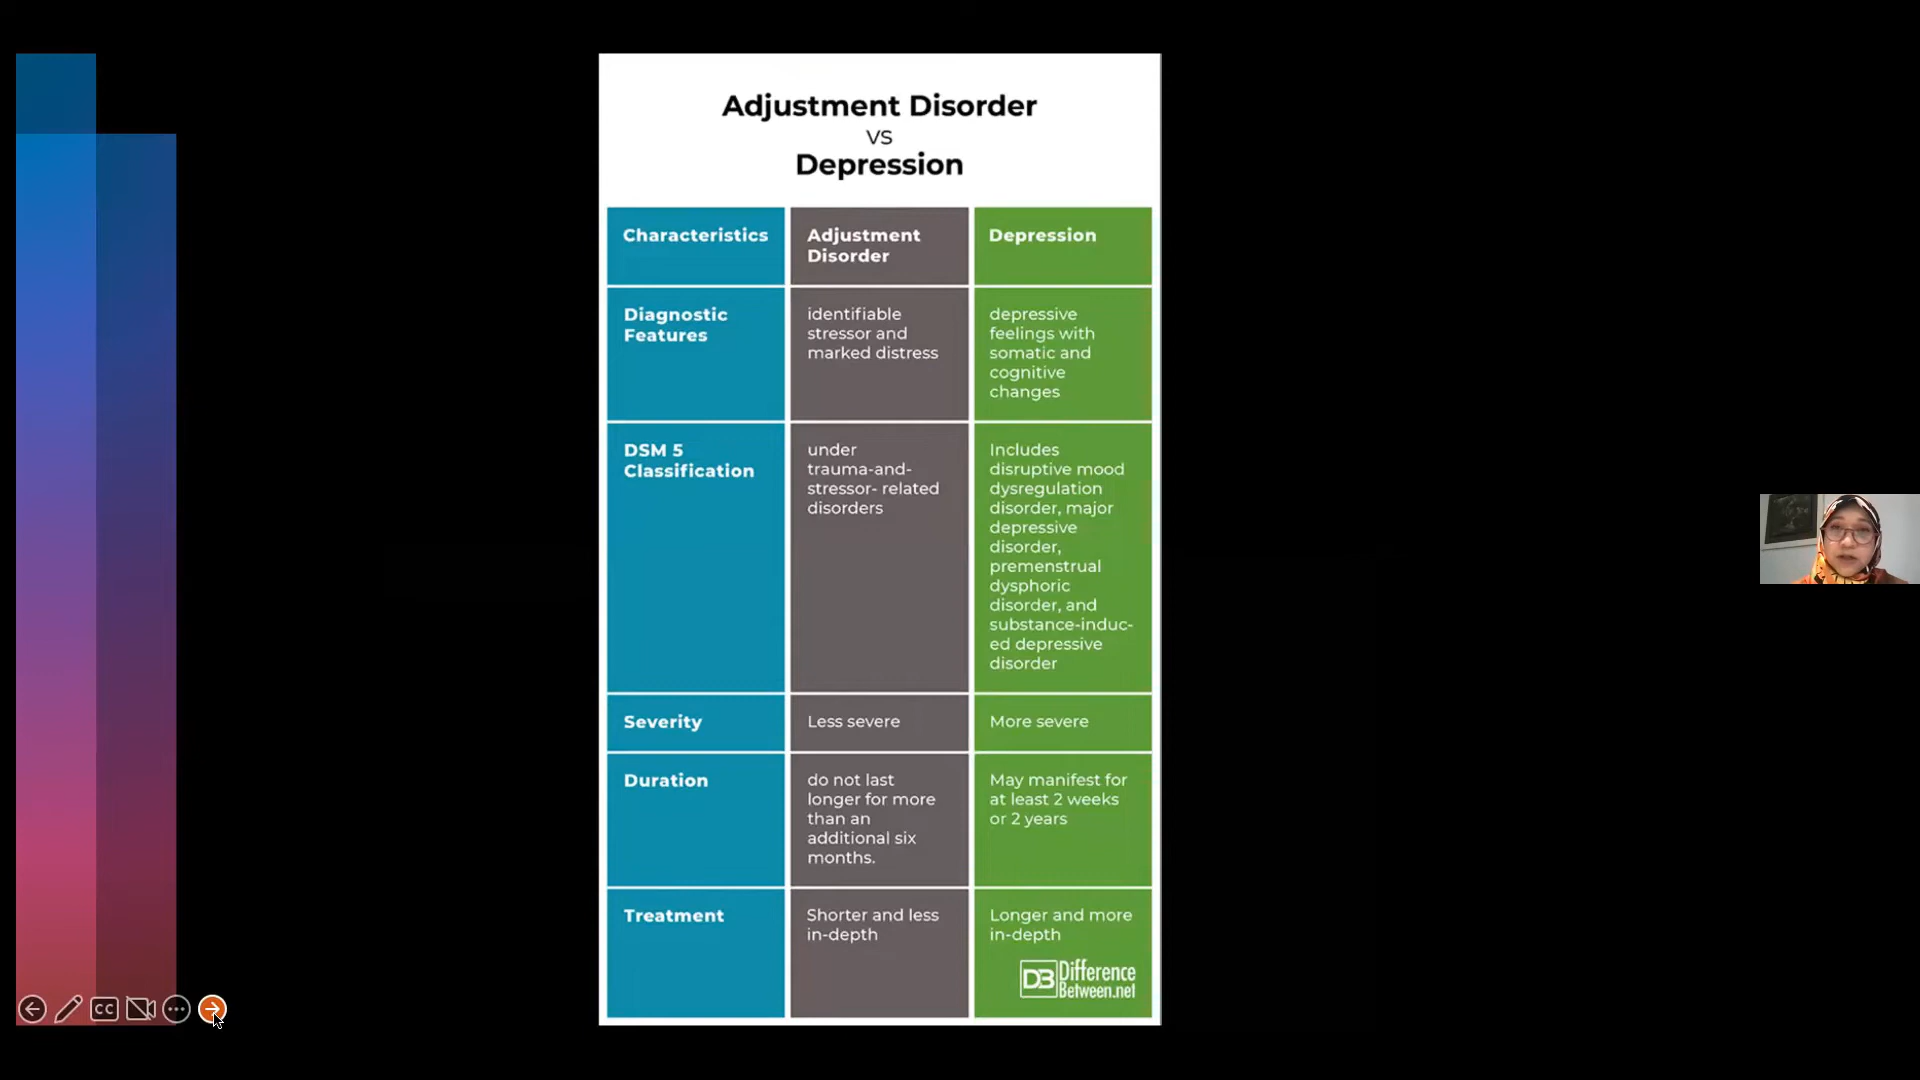 Adjustment Disorder
VS
Depression
Characteristics
Adjustment
Disorder
Depression
Diagnostic
Features
identifiable
stressor and
marked distress
depressive
feelings with
somatic and
cognitive
changes
DSM 5
Classification
under
trauma-and-
stressor- related
disorders
Includes
disruptive mood
dysregulation
disorder, major
depressive
disorder,
premenstrual
dysphoric
disorder, and
substance-induc-
ed depressive
disorder
Severity
Less severe
More severe
Duration
do not last
longer for more
than an
additional six
months.
May manifest for
at least 2 weeks
or 2 years
Treatment
Shorter and less
in-depth
Longer and more
in-depth
DB Difference
Between.net
CC